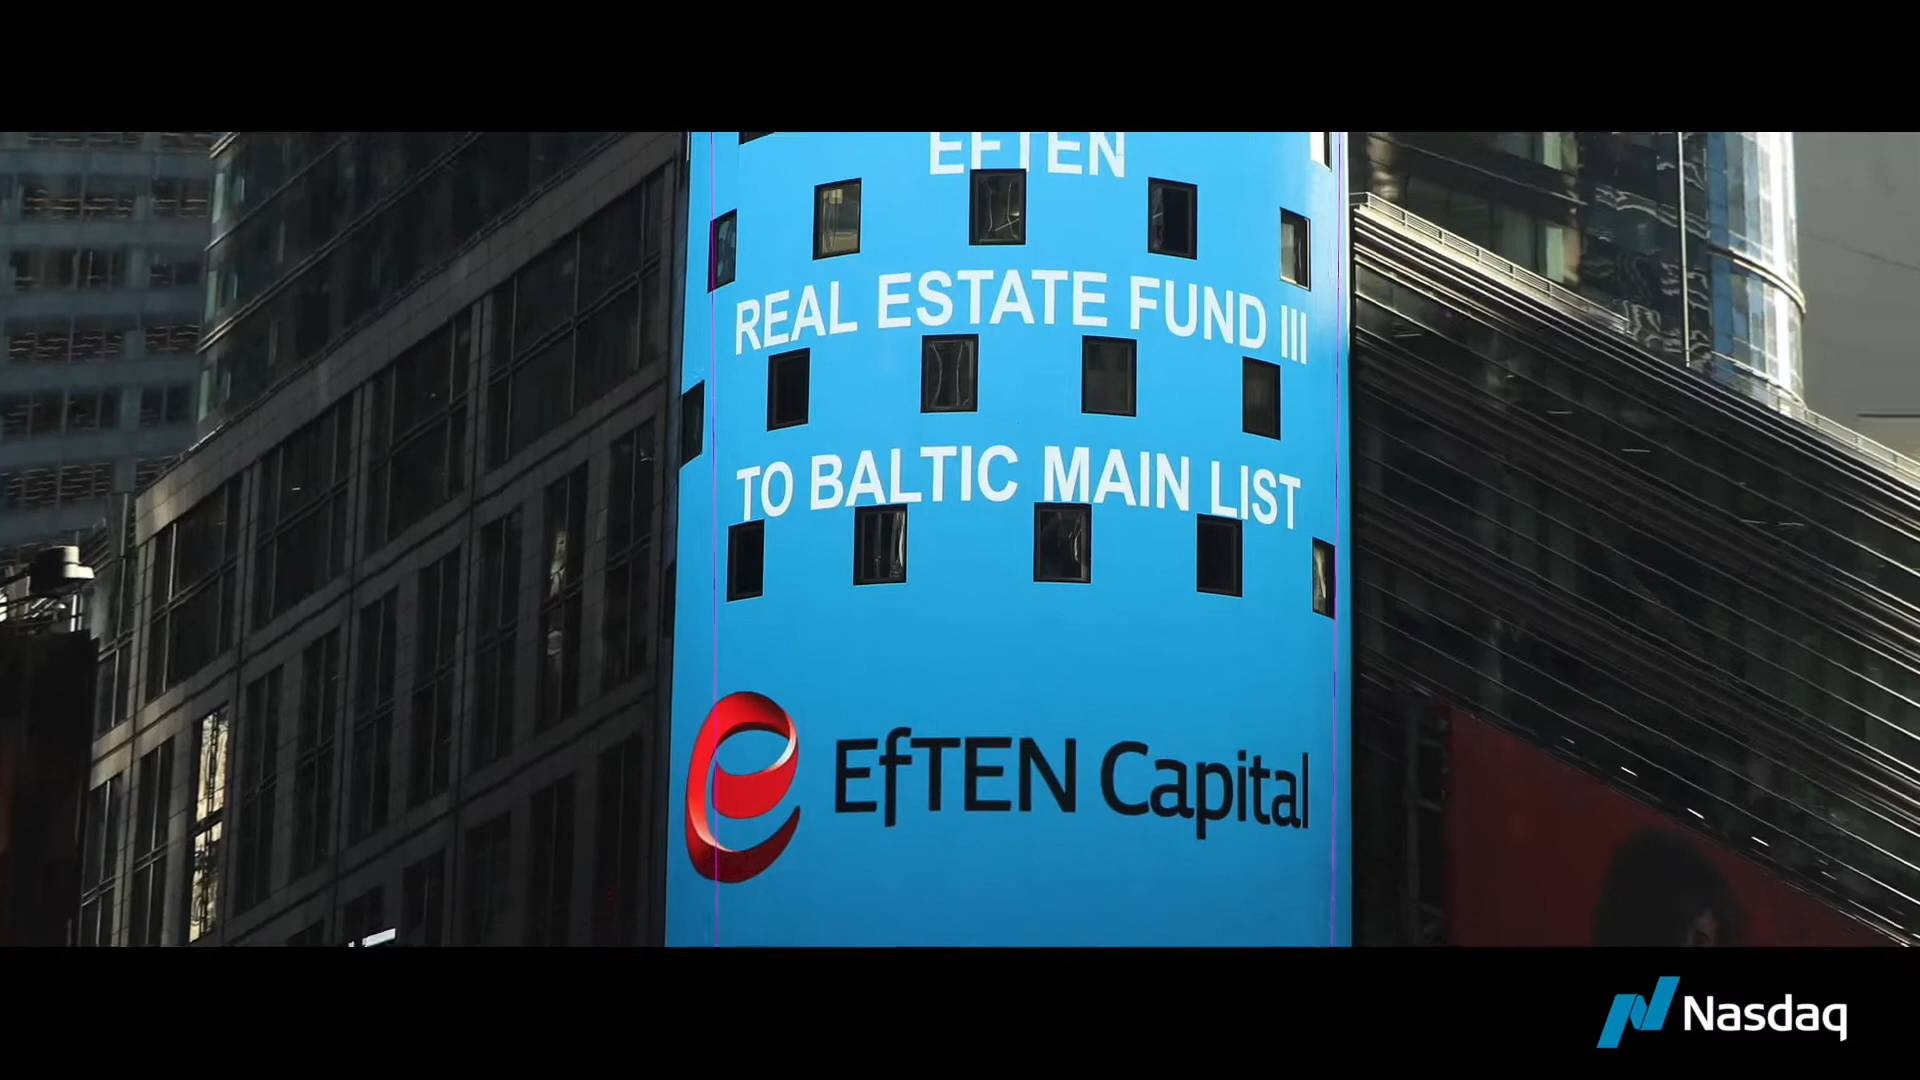 EFTEN
REAL ESTATE FUND III
TO BALTIC MAIN LIST
EfTEN Capital
Nasdaq